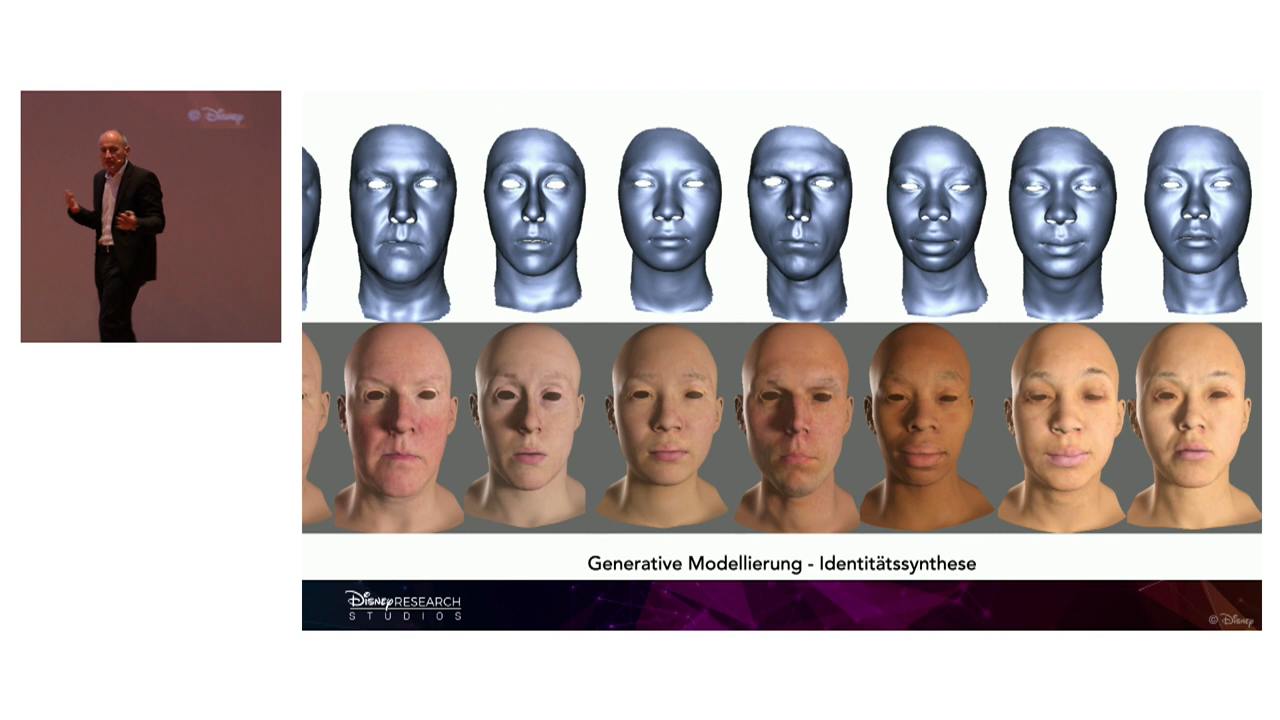 © Disney
Generative Modellierung - Identitätssynthese
Disney RESEARCH
STUDIOS
© Disney